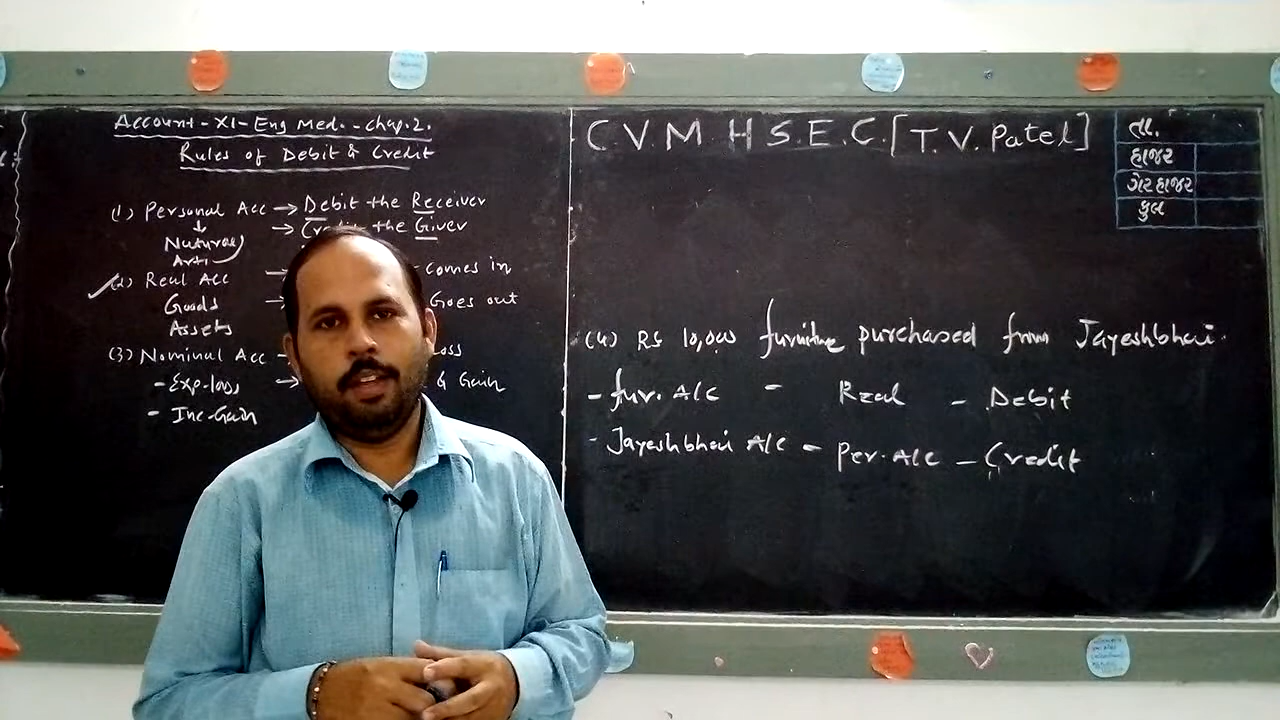 Account-XI-Eng Med.-Chap.2.
Rules of Debit & Credit
(1) Personal Acc → Debit the Receiver
→ the Giver
Natural
Arti
(2) Real Acc → comes in
Goods → Goes out
Assets
(3) Nominal Acc - Loss
- Exp-loss → & Gain
- Inc-Gain
C.V.M.H.S.E.C.[T.V.Patel]
તા.
હાજર
ગેરહાજર
કુલ
(4) RS 10,000 furniture purchased from Jayeshbhai.
- fur. A/C - Real - Debit
- Jayeshbhai A/C - Per. A/C - Credit